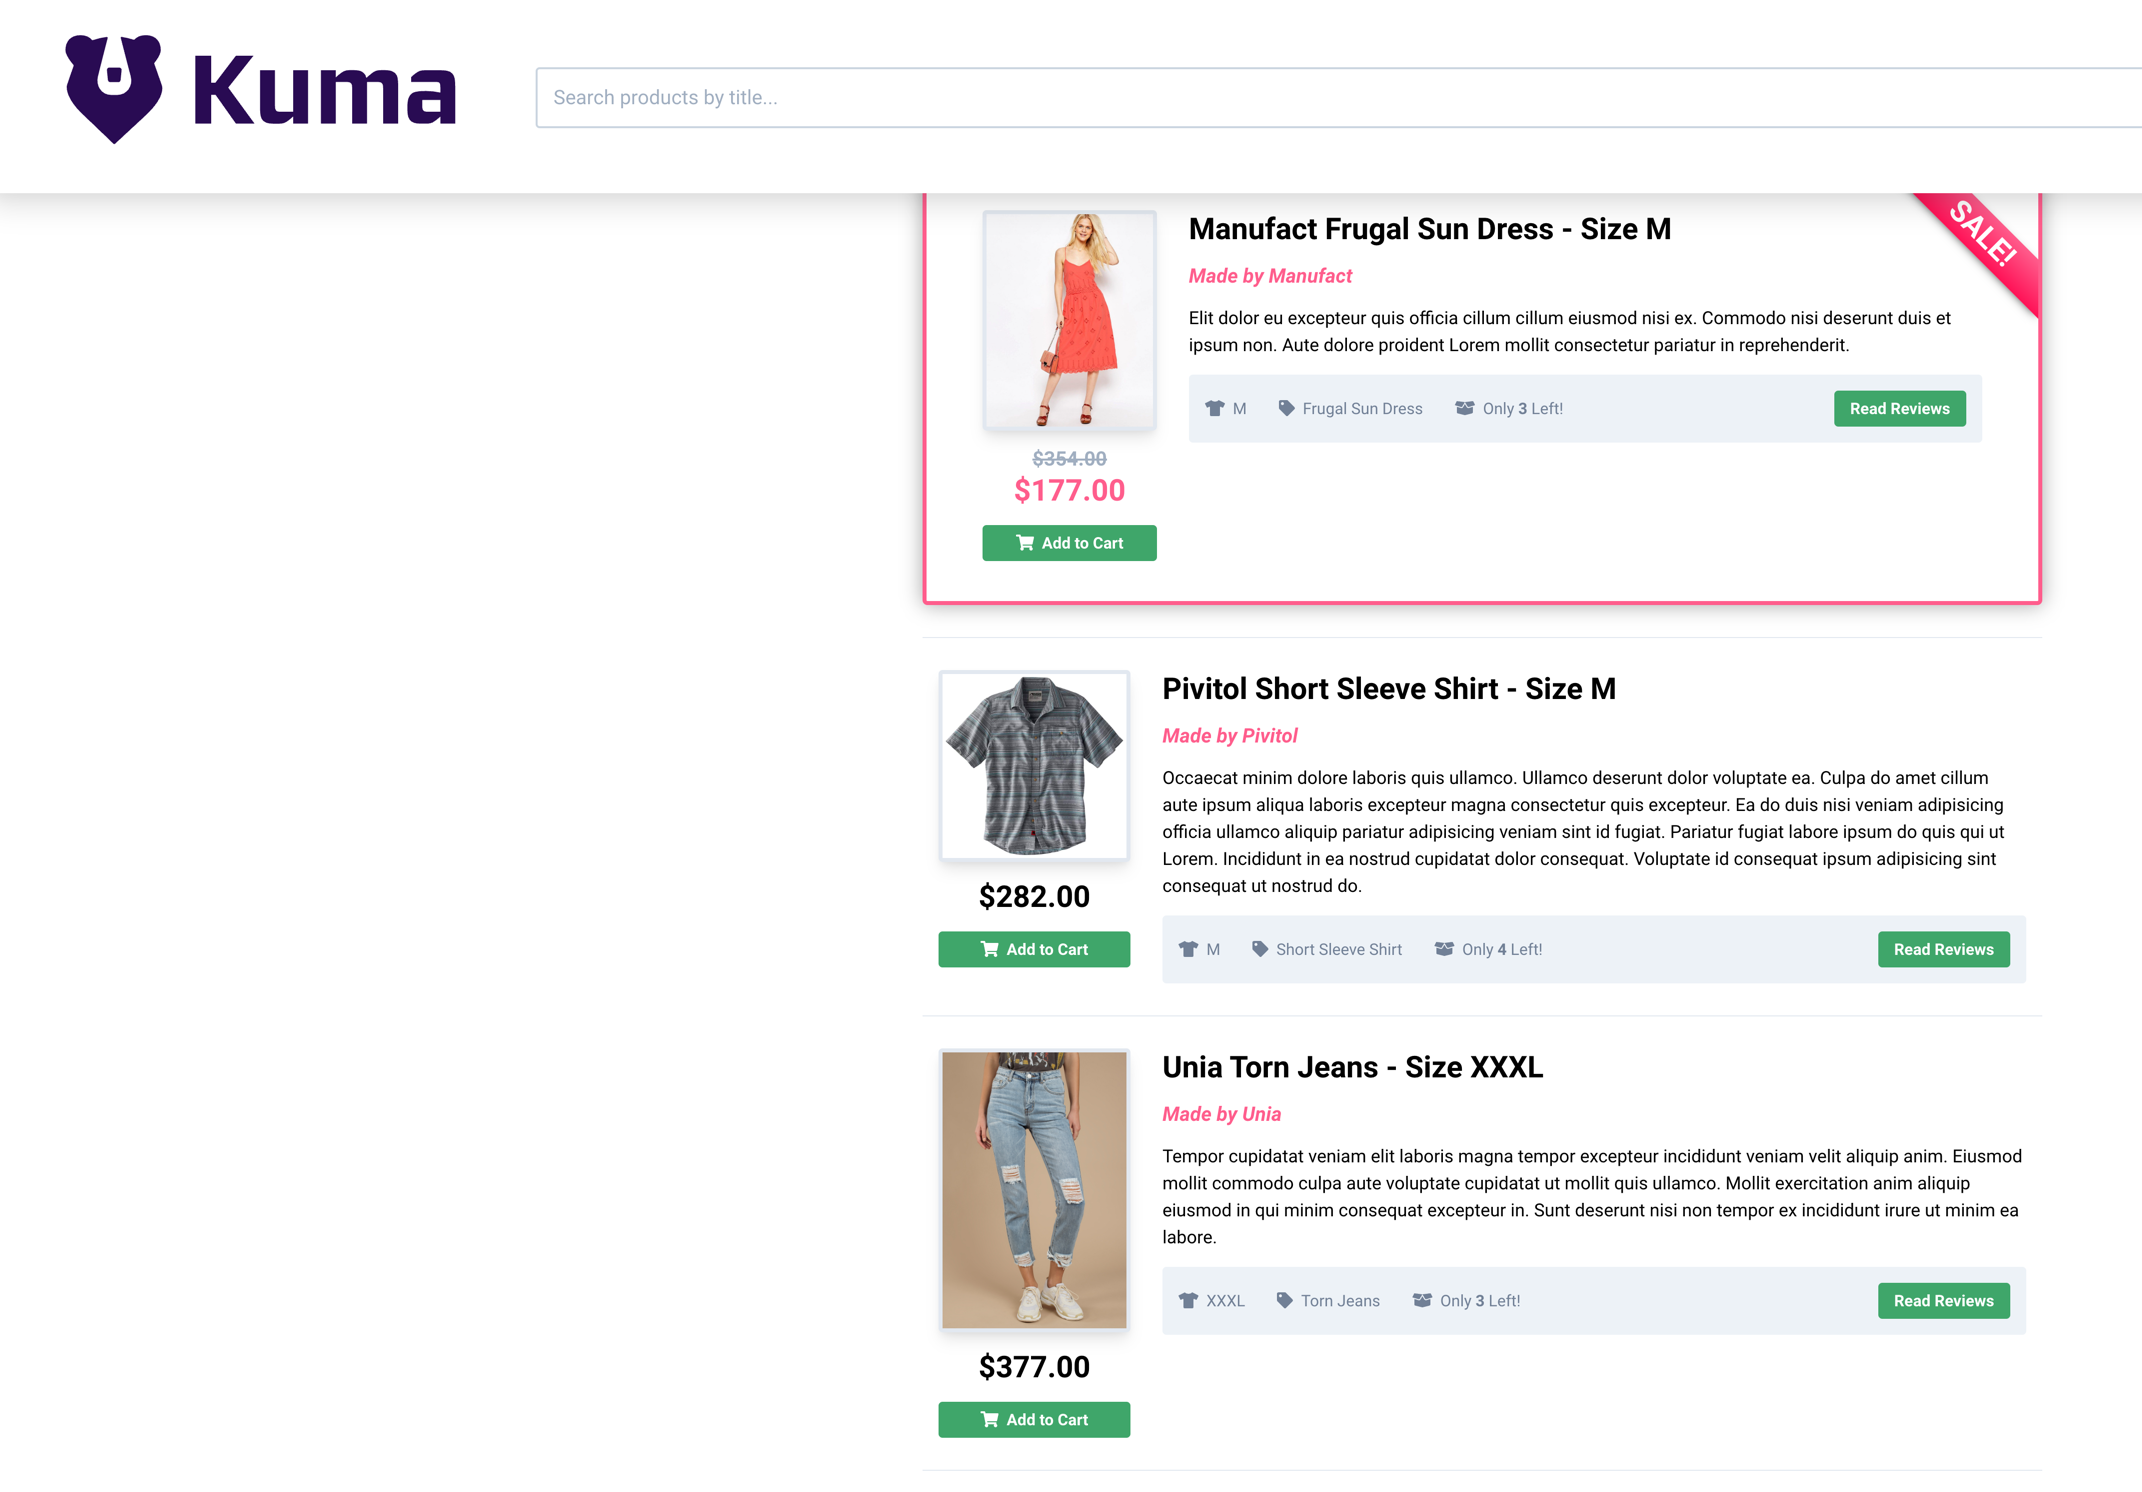 Kuma
Search products by title...
SALE!
Manufact Frugal Sun Dress - Size M
Made by Manufact
Elit dolor eu excepteur quis officia cillum cillum eiusmod nisi ex. Commodo nisi deserunt duis et
ipsum non. Aute dolore proident Lorem mollit consectetur pariatur in reprehenderit.
M Frugal Sun Dress Only 3 Left! Read Reviews
$354.00
$177.00
Add to Cart
Pivitol Short Sleeve Shirt - Size M
Made by Pivitol
Occaecat minim dolore laboris quis ullamco. Ullamco deserunt dolor voluptate ea. Culpa do amet cillum
aute ipsum aliqua laboris excepteur magna consectetur quis excepteur. Ea do duis nisi veniam adipisicing
officia ullamco aliquip pariatur adipisicing veniam sint id fugiat. Pariatur fugiat labore ipsum do quis qui ut
Lorem. Incididunt in ea nostrud cupidatat dolor consequat. Voluptate id consequat ipsum adipisicing sint
consequat ut nostrud do.
$282.00
Add to Cart
M Short Sleeve Shirt Only 4 Left! Read Reviews
Unia Torn Jeans - Size XXXL
Made by Unia
Tempor cupidatat veniam elit laboris magna tempor excepteur incididunt veniam velit aliquip anim. Eiusmod
mollit commodo culpa aute voluptate cupidatat ut mollit quis ullamco. Mollit exercitation anim aliquip
eiusmod in qui minim consequat excepteur in. Sunt deserunt nisi non tempor ex incididunt irure ut minim ea
labore.
XXXL Torn Jeans Only 3 Left! Read Reviews
$377.00
Add to Cart